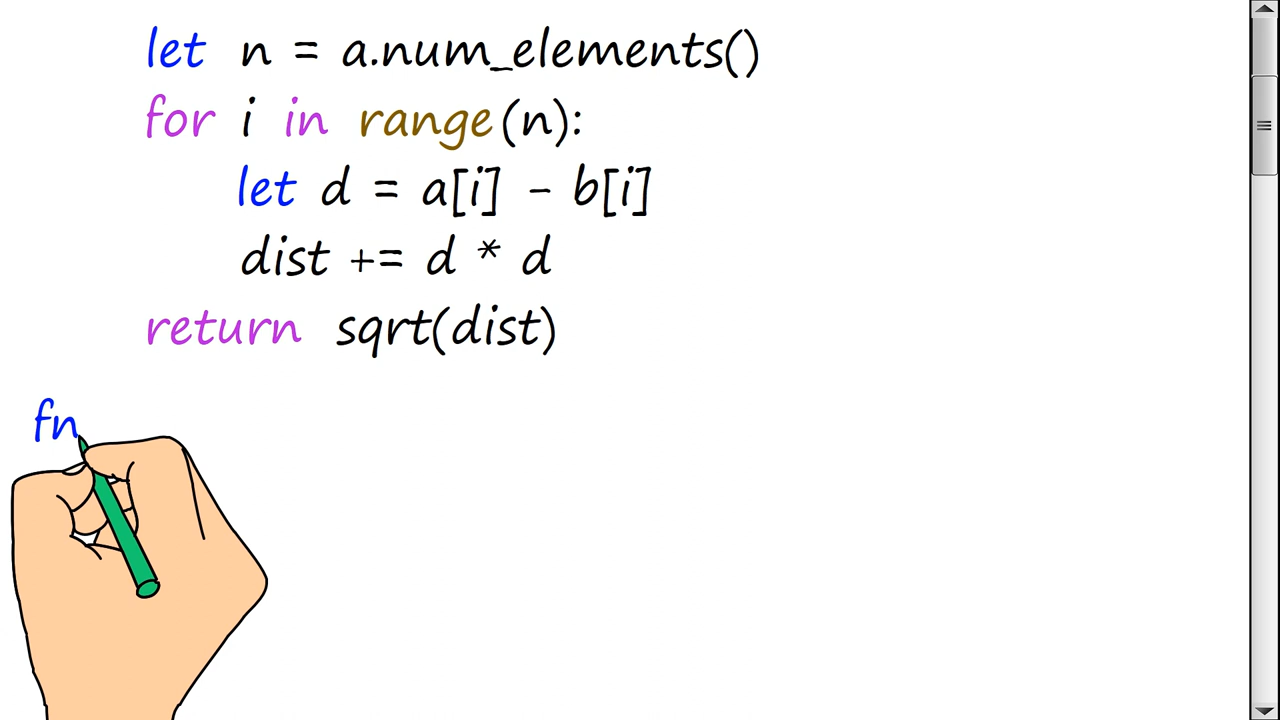 let n = a.num_elements()
for i in range(n):
let d = a[i] - b[i]
dist += d * d
return sqrt(dist)
fn